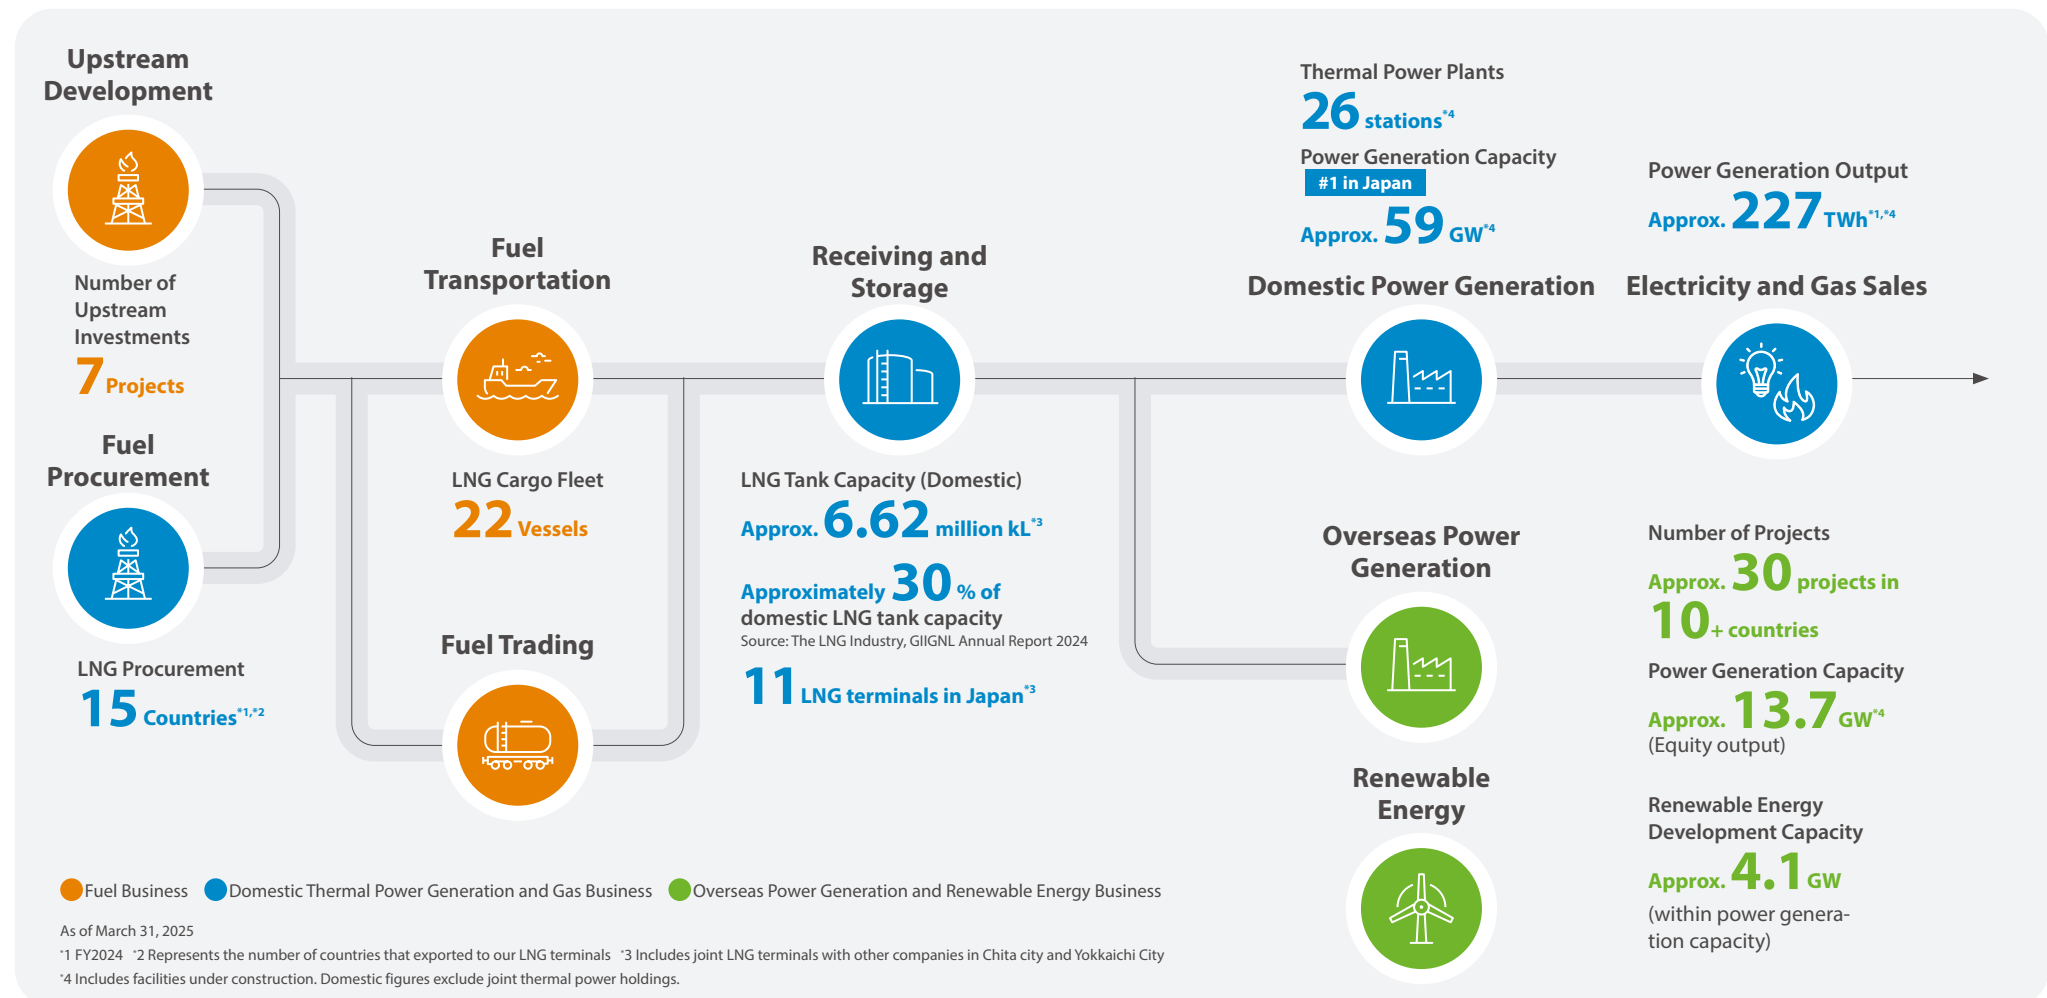 Upstream
Development
Number of
Upstream
Investments
7 Projects
Fuel
Procurement
LNG Procurement
15 Countries*1,*2
Fuel
Transportation
LNG Cargo Fleet
22 Vessels
Fuel Trading
Receiving and
Storage
LNG Tank Capacity (Domestic)
Approx. 6.62 million kL*3
Approximately 30 % of
domestic LNG tank capacity
Source: The LNG Industry, GIIGNL Annual Report 2024
11 LNG terminals in Japan*3
Thermal Power Plants
26 stations*4
Power Generation Capacity
#1 in Japan
Approx. 59 GW*4
Domestic Power Generation
Power Generation Output
Approx. 227 TWh*1,*4
Electricity and Gas Sales
Overseas Power
Generation
Number of Projects
Approx. 30 projects in
10+ countries
Power Generation Capacity
Approx. 13.7 GW*4
(Equity output)
Renewable
Energy
Renewable Energy
Development Capacity
Approx. 4.1 GW
(within power genera-
tion capacity)
Fuel Business Domestic Thermal Power Generation and Gas Business Overseas Power Generation and Renewable Energy Business
As of March 31, 2025
*1 FY2024 *2 Represents the number of countries that exported to our LNG terminals *3 Includes joint LNG terminals with other companies in Chita city and Yokkaichi City
*4 Includes facilities under construction. Domestic figures exclude joint thermal power holdings.